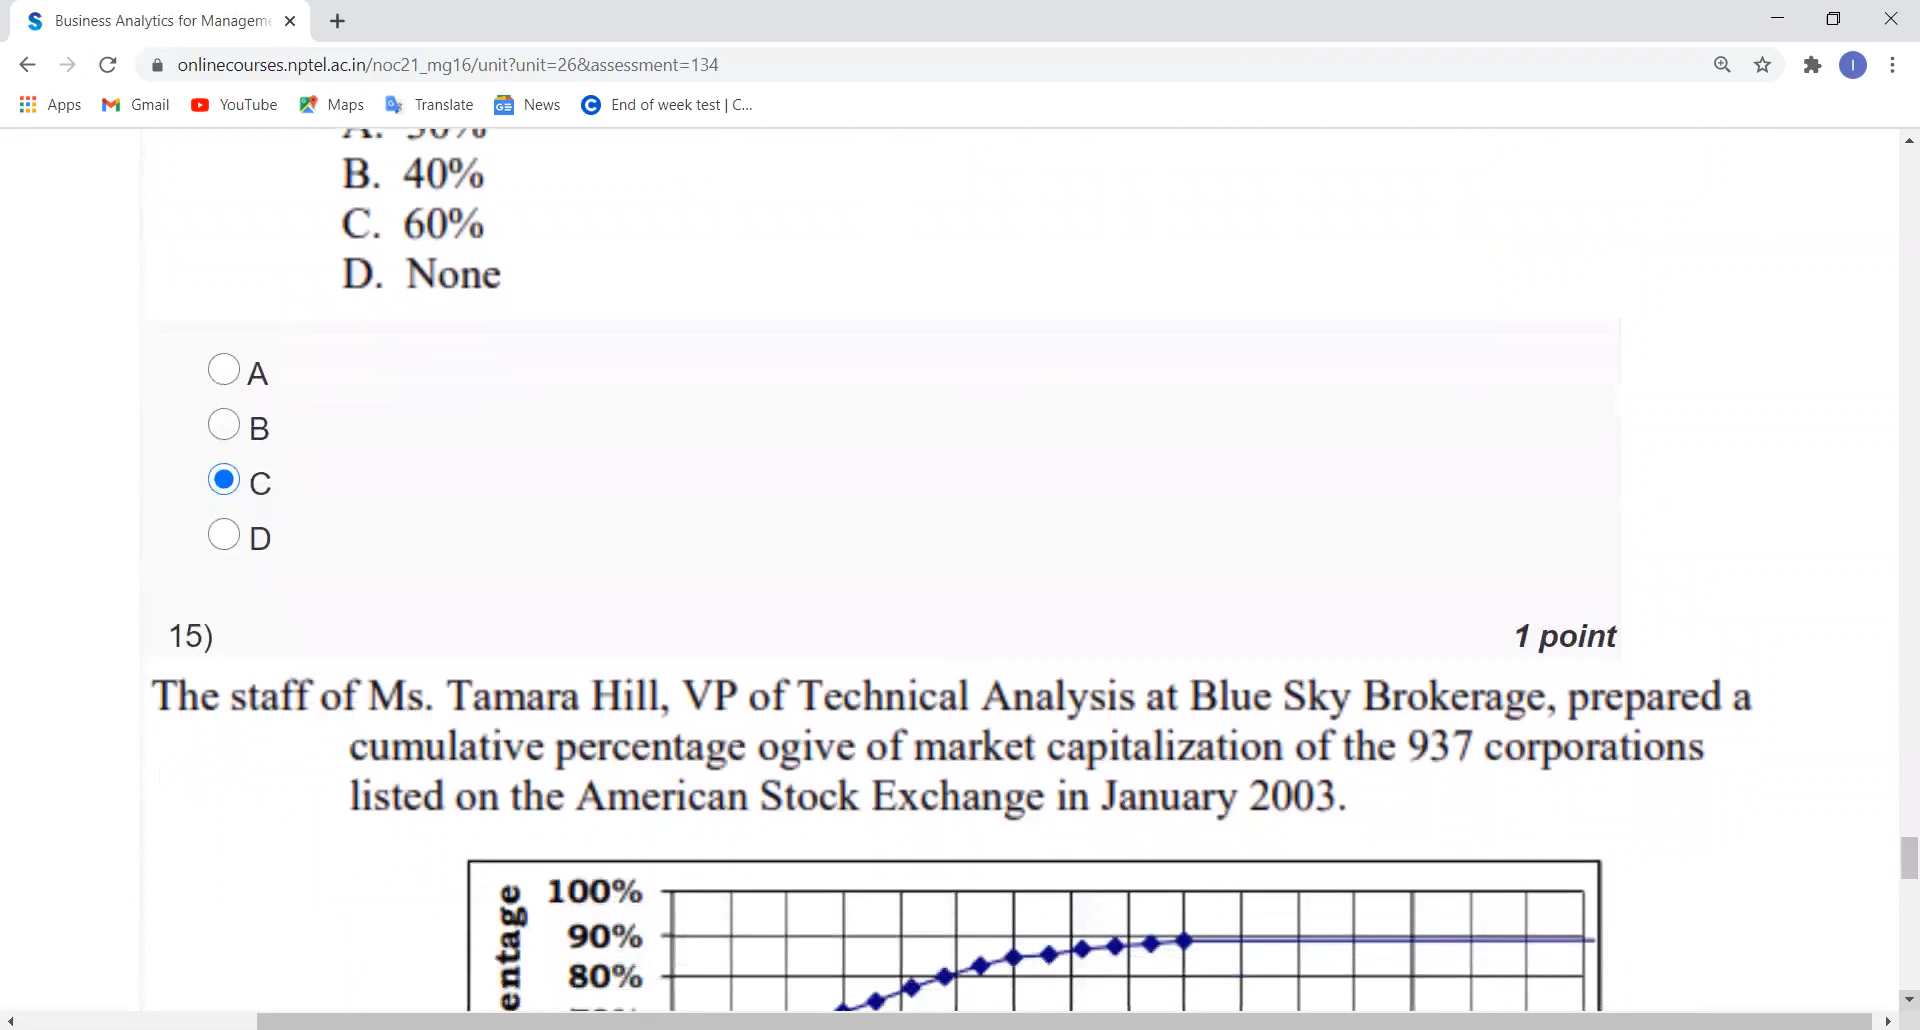 Business Analytics for Managem
onlinecourses.nptel.ac.in/noc21_mg16/unit?unit=26&assessment=134
I
Apps Gmail YouTube Maps Translate News End of week test | C...
B. 40%
C. 60%
D. None
A
B
C
D
15) 1 point
The staff of Ms. Tamara Hill, VP of Technical Analysis at Blue Sky Brokerage, prepared a
cumulative percentage ogive of market capitalization of the 937 corporations
listed on the American Stock Exchange in January 2003.
entage
100%
90%
80%